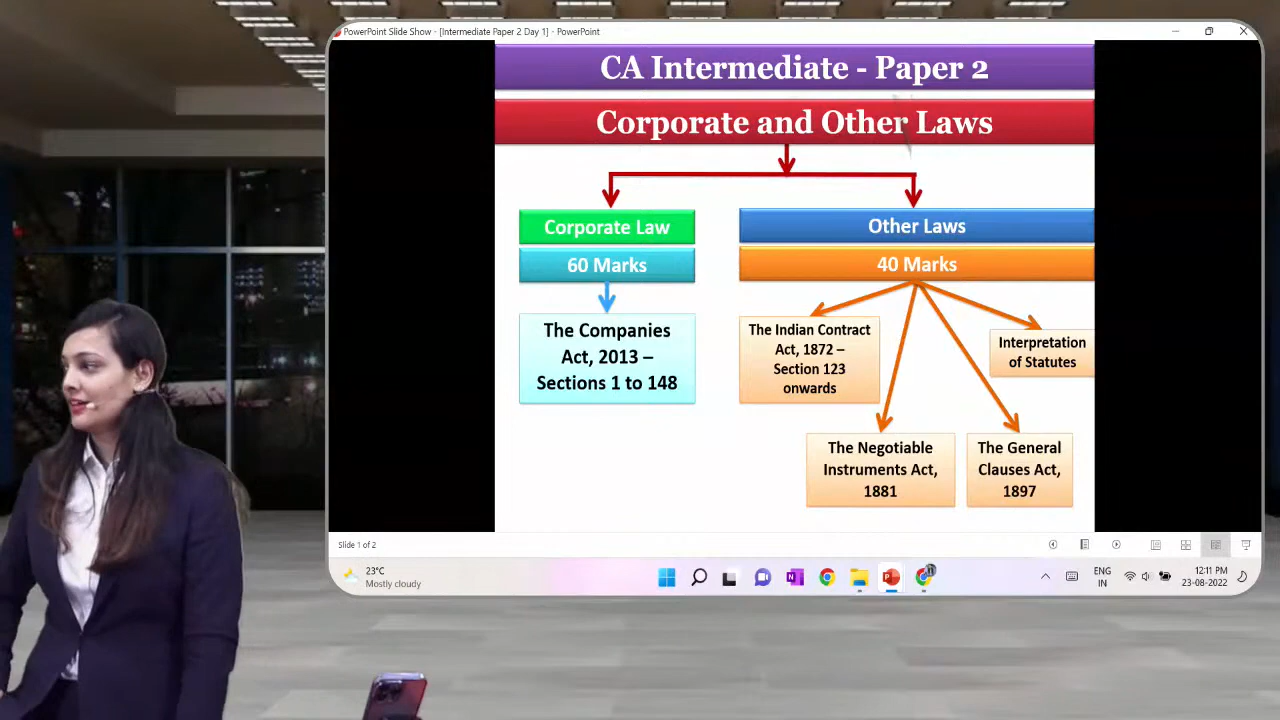 PowerPoint Slide Show - [Intermediate Paper 2 Day 1] - PowerPoint
CA Intermediate - Paper 2
Corporate and Other Laws
Corporate Law
60 Marks
The Companies
Act, 2013 –
Sections 1 to 148
Other Laws
40 Marks
The Indian Contract
Act, 1872 –
Section 123
onwards
Interpretation
of Statutes
The Negotiable
Instruments Act,
1881
The General
Clauses Act,
1897
Slide 1 of 2
23°C
Mostly cloudy
ENG
IN
12:11 PM
23-08-2022